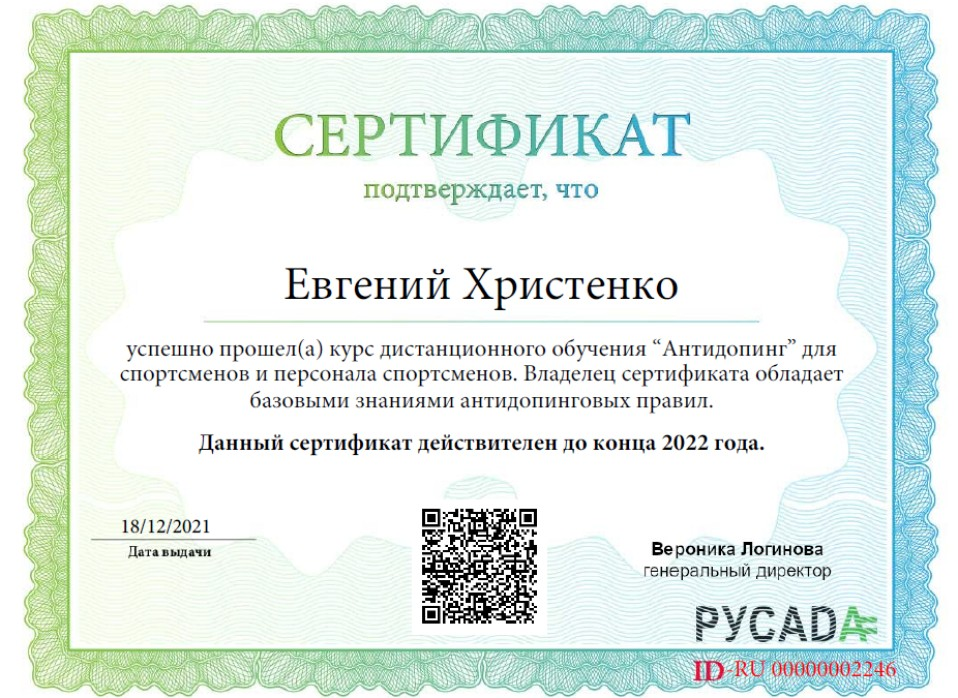 СЕРТИФИКАТ
подтверждает, что
Евгений Христенко
успешно прошел(а) курс дистанционного обучения “Антидопинг” для
спортсменов и персонала спортсменов. Владелец сертификата обладает
базовыми знаниями антидопинговых правил.
Данный сертификат действителен до конца 2022 года.
18/12/2021
Дата выдачи
Вероника Логинова
генеральный директор
РУСАДА
ID-RU 00000002246